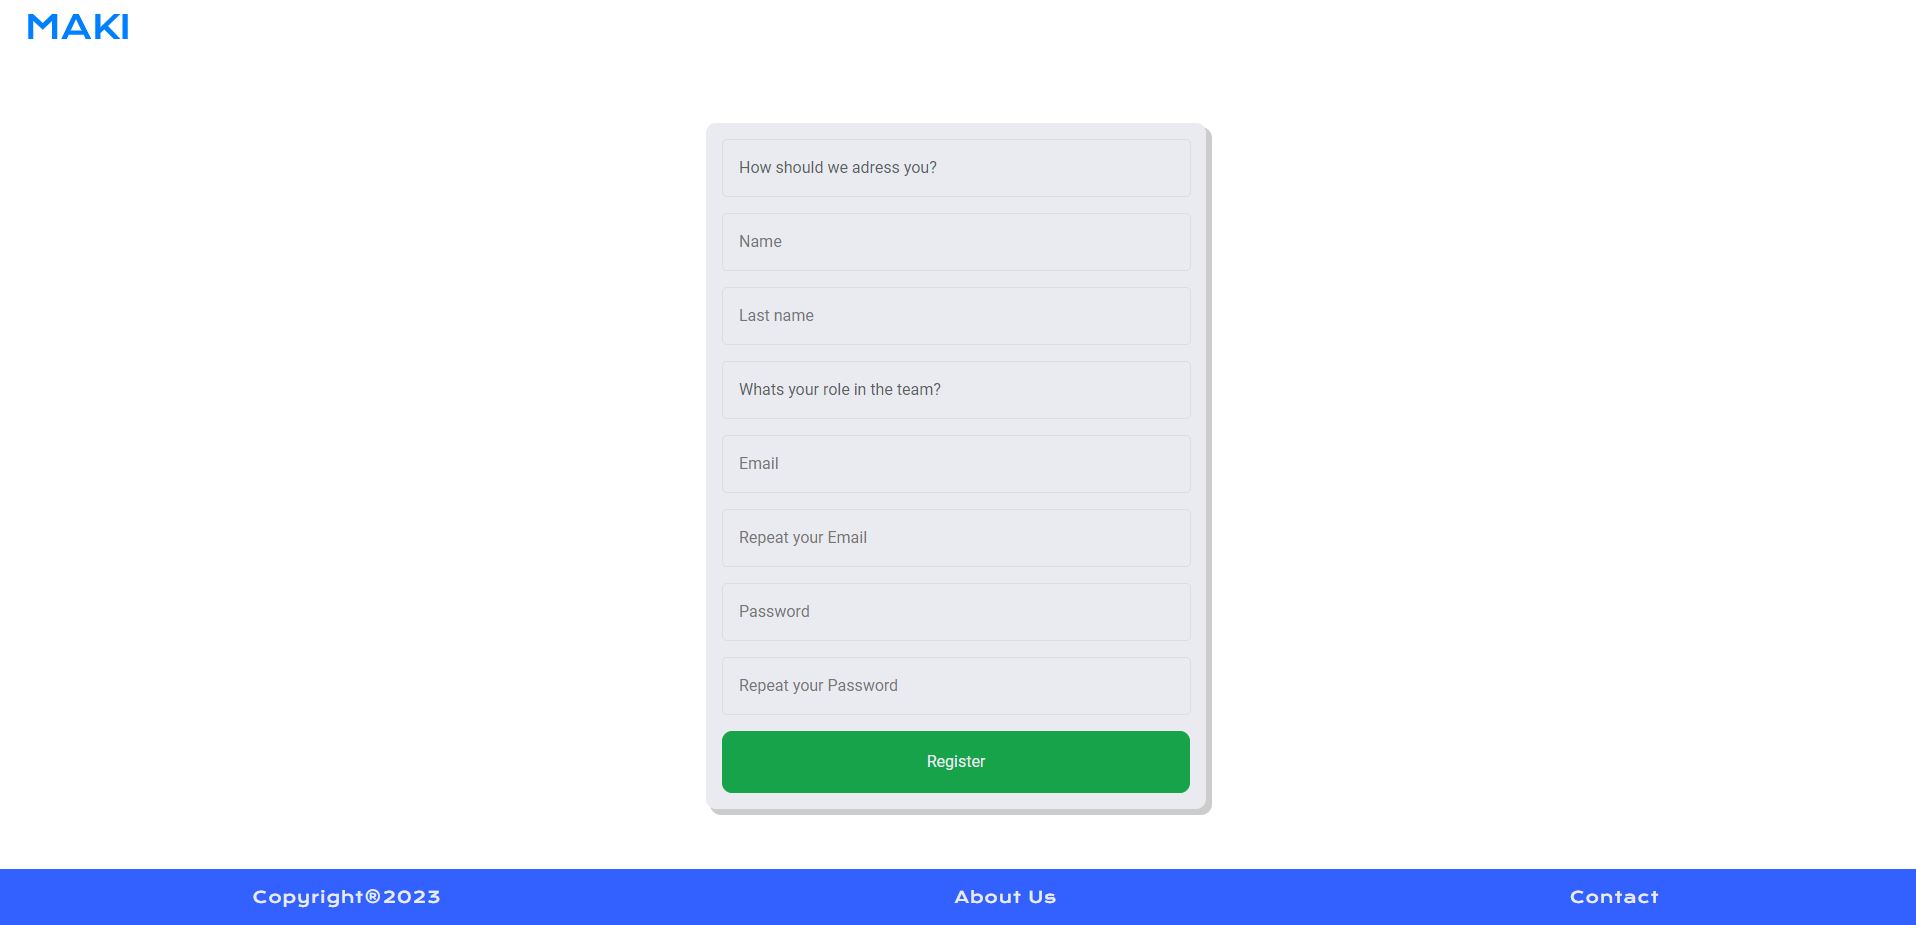 MAKI
How should we adress you?
Name
Last name
Whats your role in the team?
Email
Repeat your Email
Password
Repeat your Password
Register
Copyright®2023
About Us
Contact